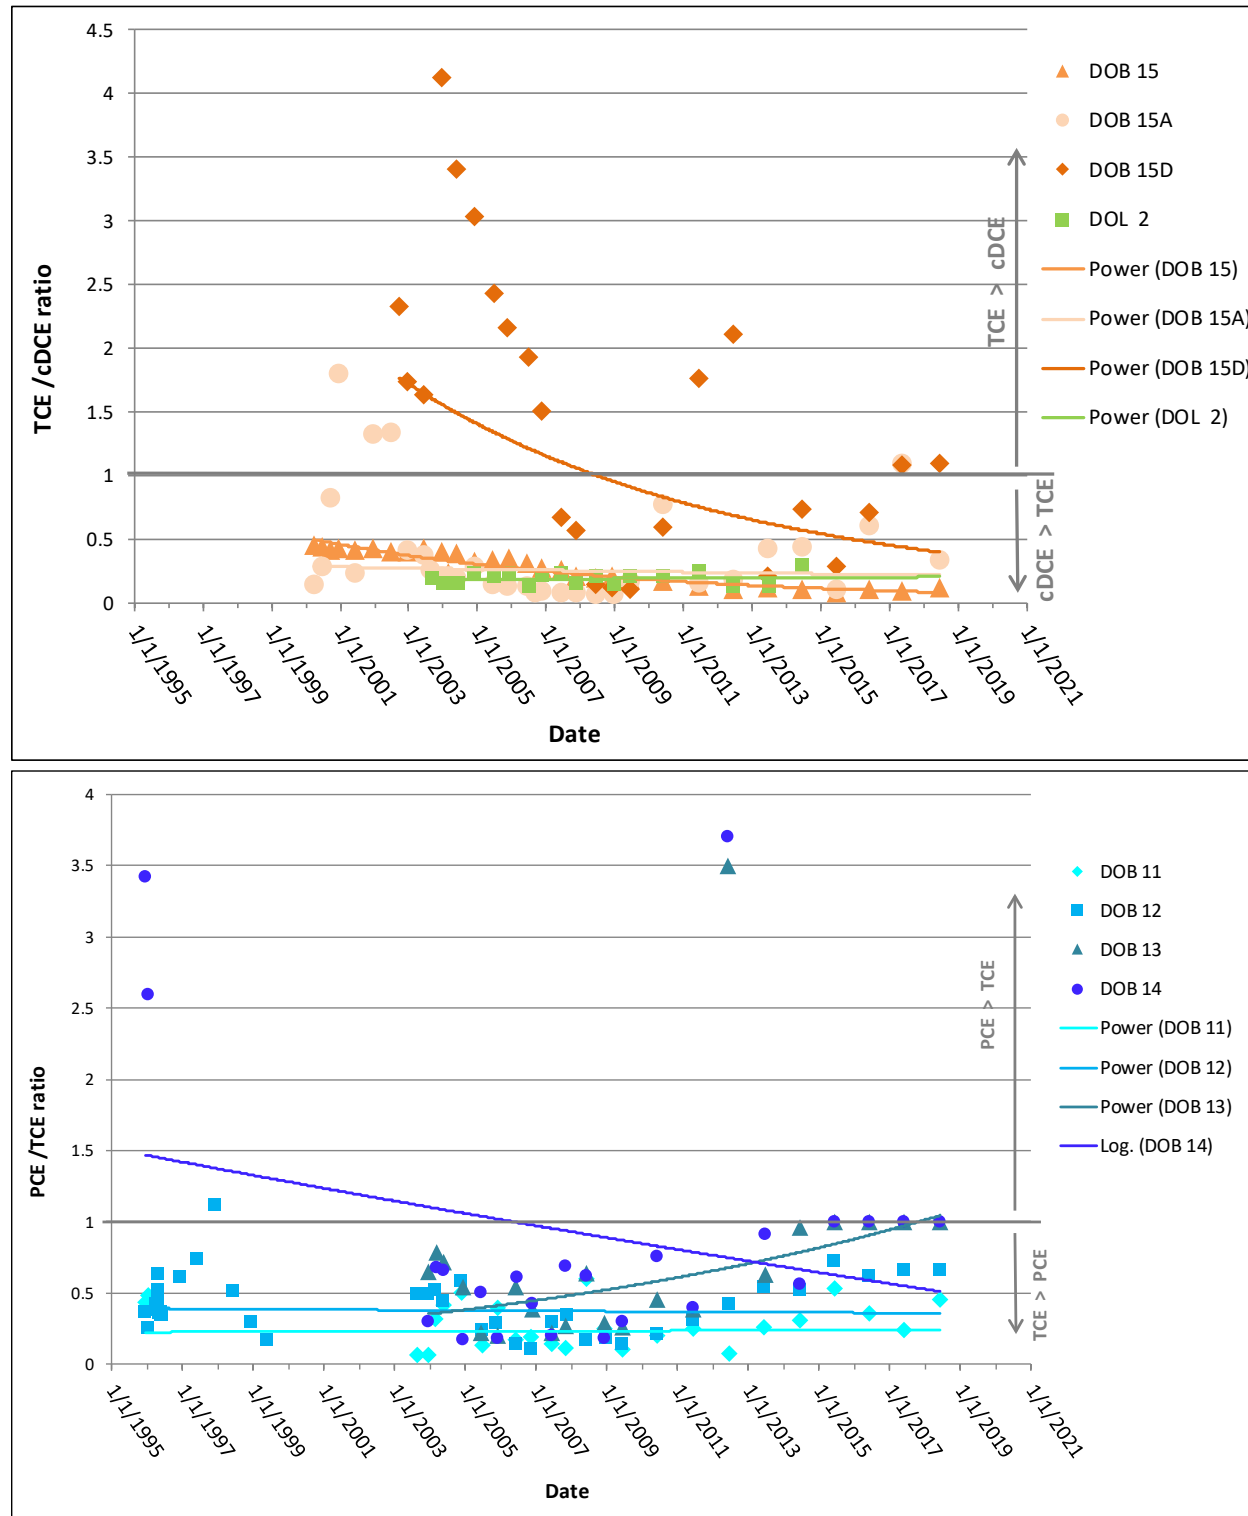 4.5
4
3.5
3
2.5
2
1.5
1
0.5
0
TCE /cDCE ratio
1/1/1995
1/1/1997
1/1/1999
1/1/2001
1/1/2003
1/1/2005
1/1/2007
1/1/2009
1/1/2011
1/1/2013
1/1/2015
1/1/2017
1/1/2019
1/1/2021
Date
TCE > cDCE
cDCE > TCE
DOB 15
DOB 15A
DOB 15D
DOL 2
Power (DOB 15)
Power (DOB 15A)
Power (DOB 15D)
Power (DOL 2)
4
3.5
3
2.5
2
1.5
1
0.5
0
PCE /TCE ratio
1/1/1995
1/1/1997
1/1/1999
1/1/2001
1/1/2003
1/1/2005
1/1/2007
1/1/2009
1/1/2011
1/1/2013
1/1/2015
1/1/2017
1/1/2019
1/1/2021
Date
PCE > TCE
TCE > PCE
DOB 11
DOB 12
DOB 13
DOB 14
Power (DOB 11)
Power (DOB 12)
Power (DOB 13)
Log. (DOB 14)